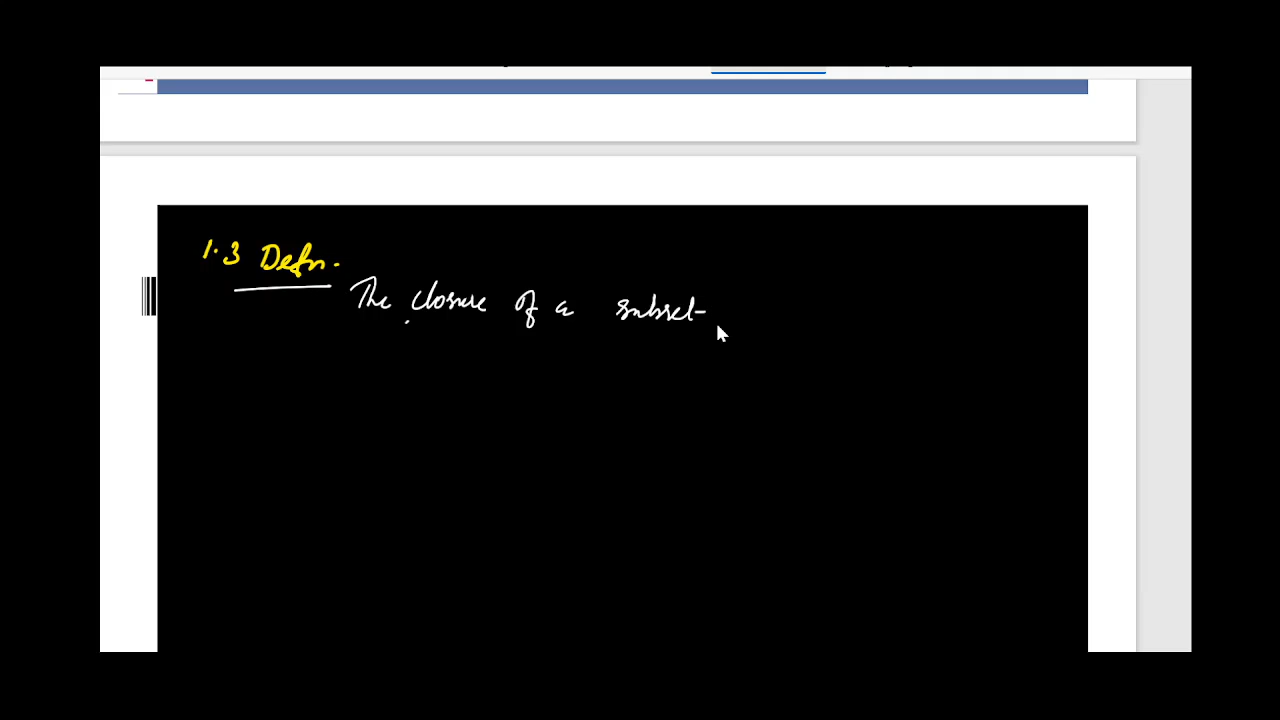 1.3 Defn.
The closure of a subset